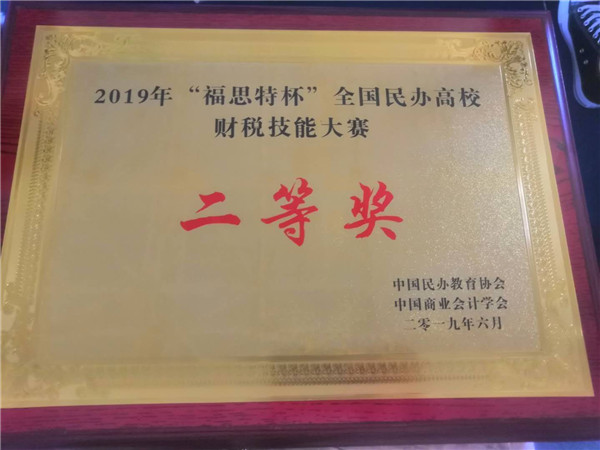 2019年“福思特杯”全国民办高校
财税技能大赛
二等奖
中国民办教育协会
中国商业会计学会
二零一九年六月